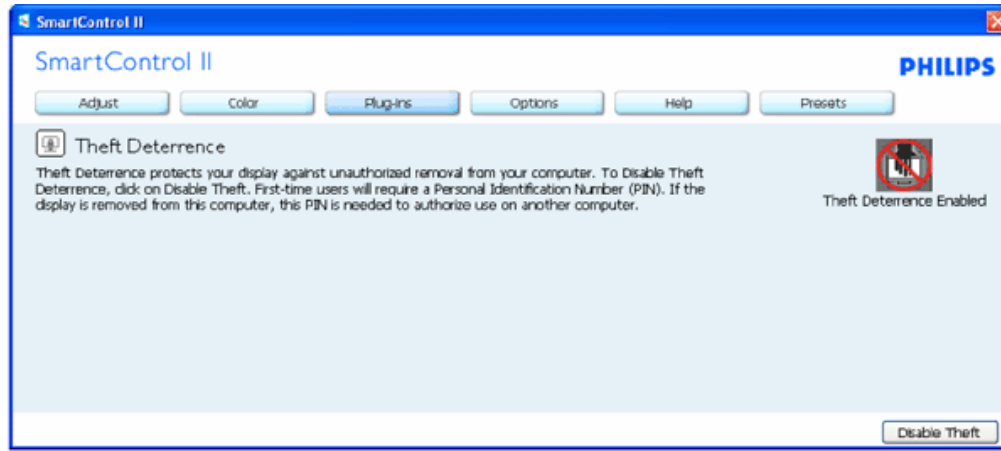 SmartControl II
SmartControl II
PHILIPS
Adjust Color Plug-Ins Options Help Presets
Theft Deterrence
Theft Deterrence protects your display against unauthorized removal from your computer. To Disable Theft
Deterrence, click on Disable Theft. First-time users will require a Personal Identification Number (PIN). If the
display is removed from this computer, this PIN is needed to authorize use on another computer.
Theft Deterrence Enabled
Disable Theft